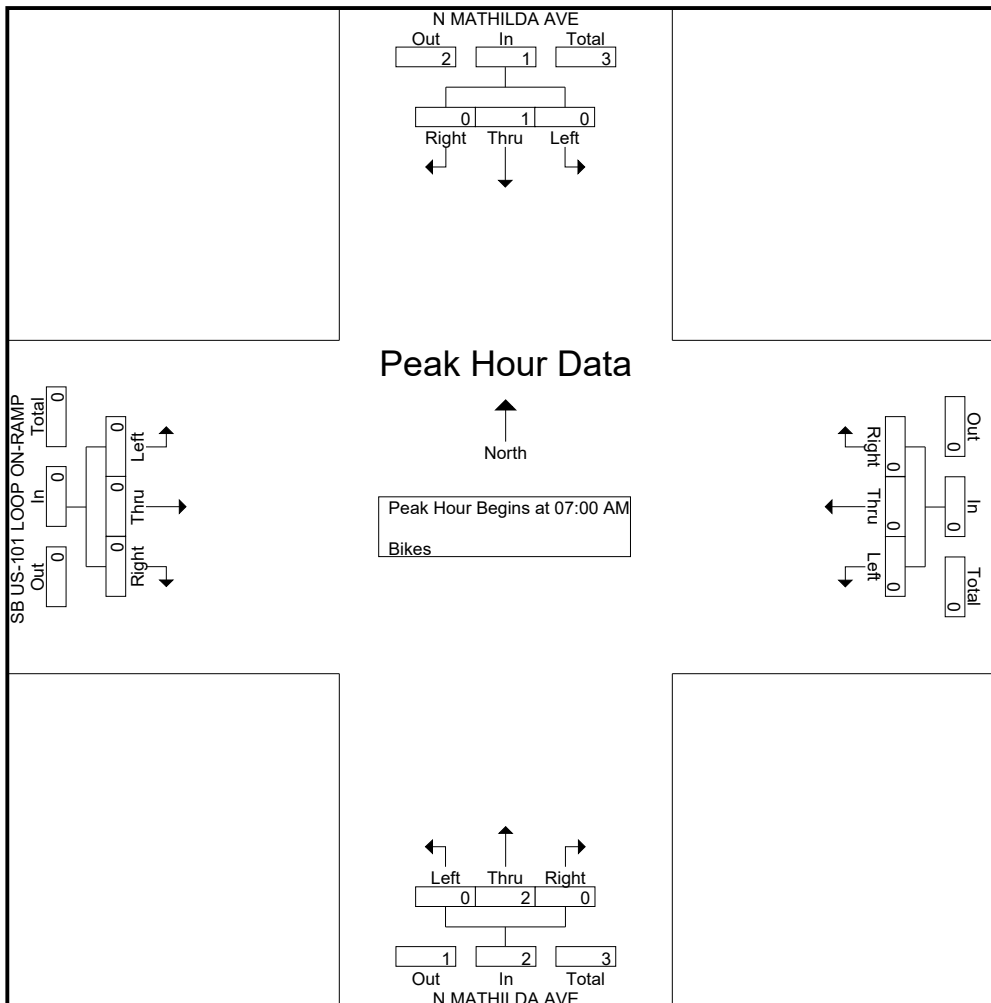 N MATHILDA AVE
Out In Total
2 1 3
0 1 0
Right Thru Left
Peak Hour Data
North
Peak Hour Begins at 07:00 AM
Bikes
SB US-101 LOOP ON-RAMP
Out In Total
0 0 0
0 0 0
Right Thru Left
Out In Total
0 0 0
Right Thru Left
0 0 0
Left Thru Right
0 2 0
1 2 3
Out In Total
N MATHILDA AVE